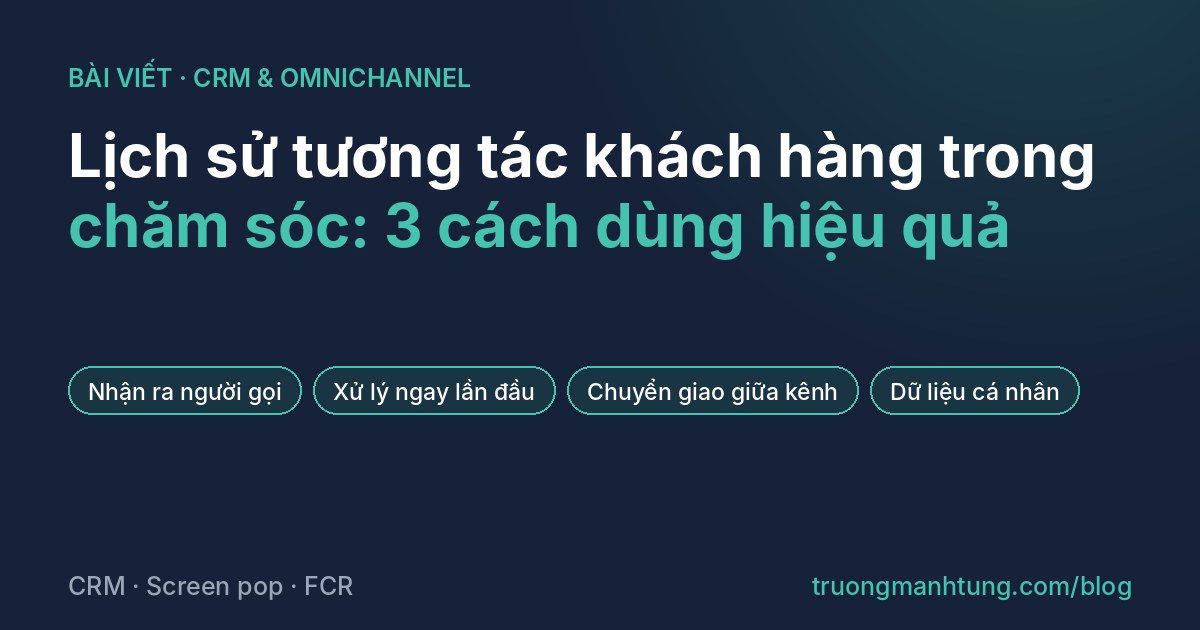 BÀI VIẾT · CRM & OMNICHANNEL
Lịch sử tương tác khách hàng trong
chăm sóc: 3 cách dùng hiệu quả
Nhận ra người gọi
Xử lý ngay lần đầu
Chuyển giao giữa kênh
Dữ liệu cá nhân
CRM · Screen pop · FCR
truongmanhtung.com/blog